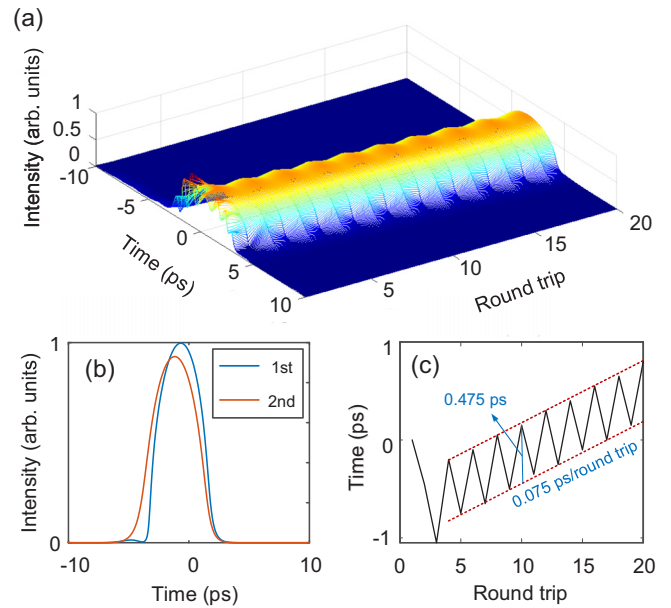 (a)
Intensity (arb. units)
1
0.5
0
-10
-5
0
5
10
Time (ps)
5
10
15
20
Round trip
(b)
Intensity (arb. units)
1
0
-10
0
10
Time (ps)
1st
2nd
(c)
Time (ps)
1
0
-1
0
5
10
15
20
Round trip
0.475 ps
0.075 ps/round trip